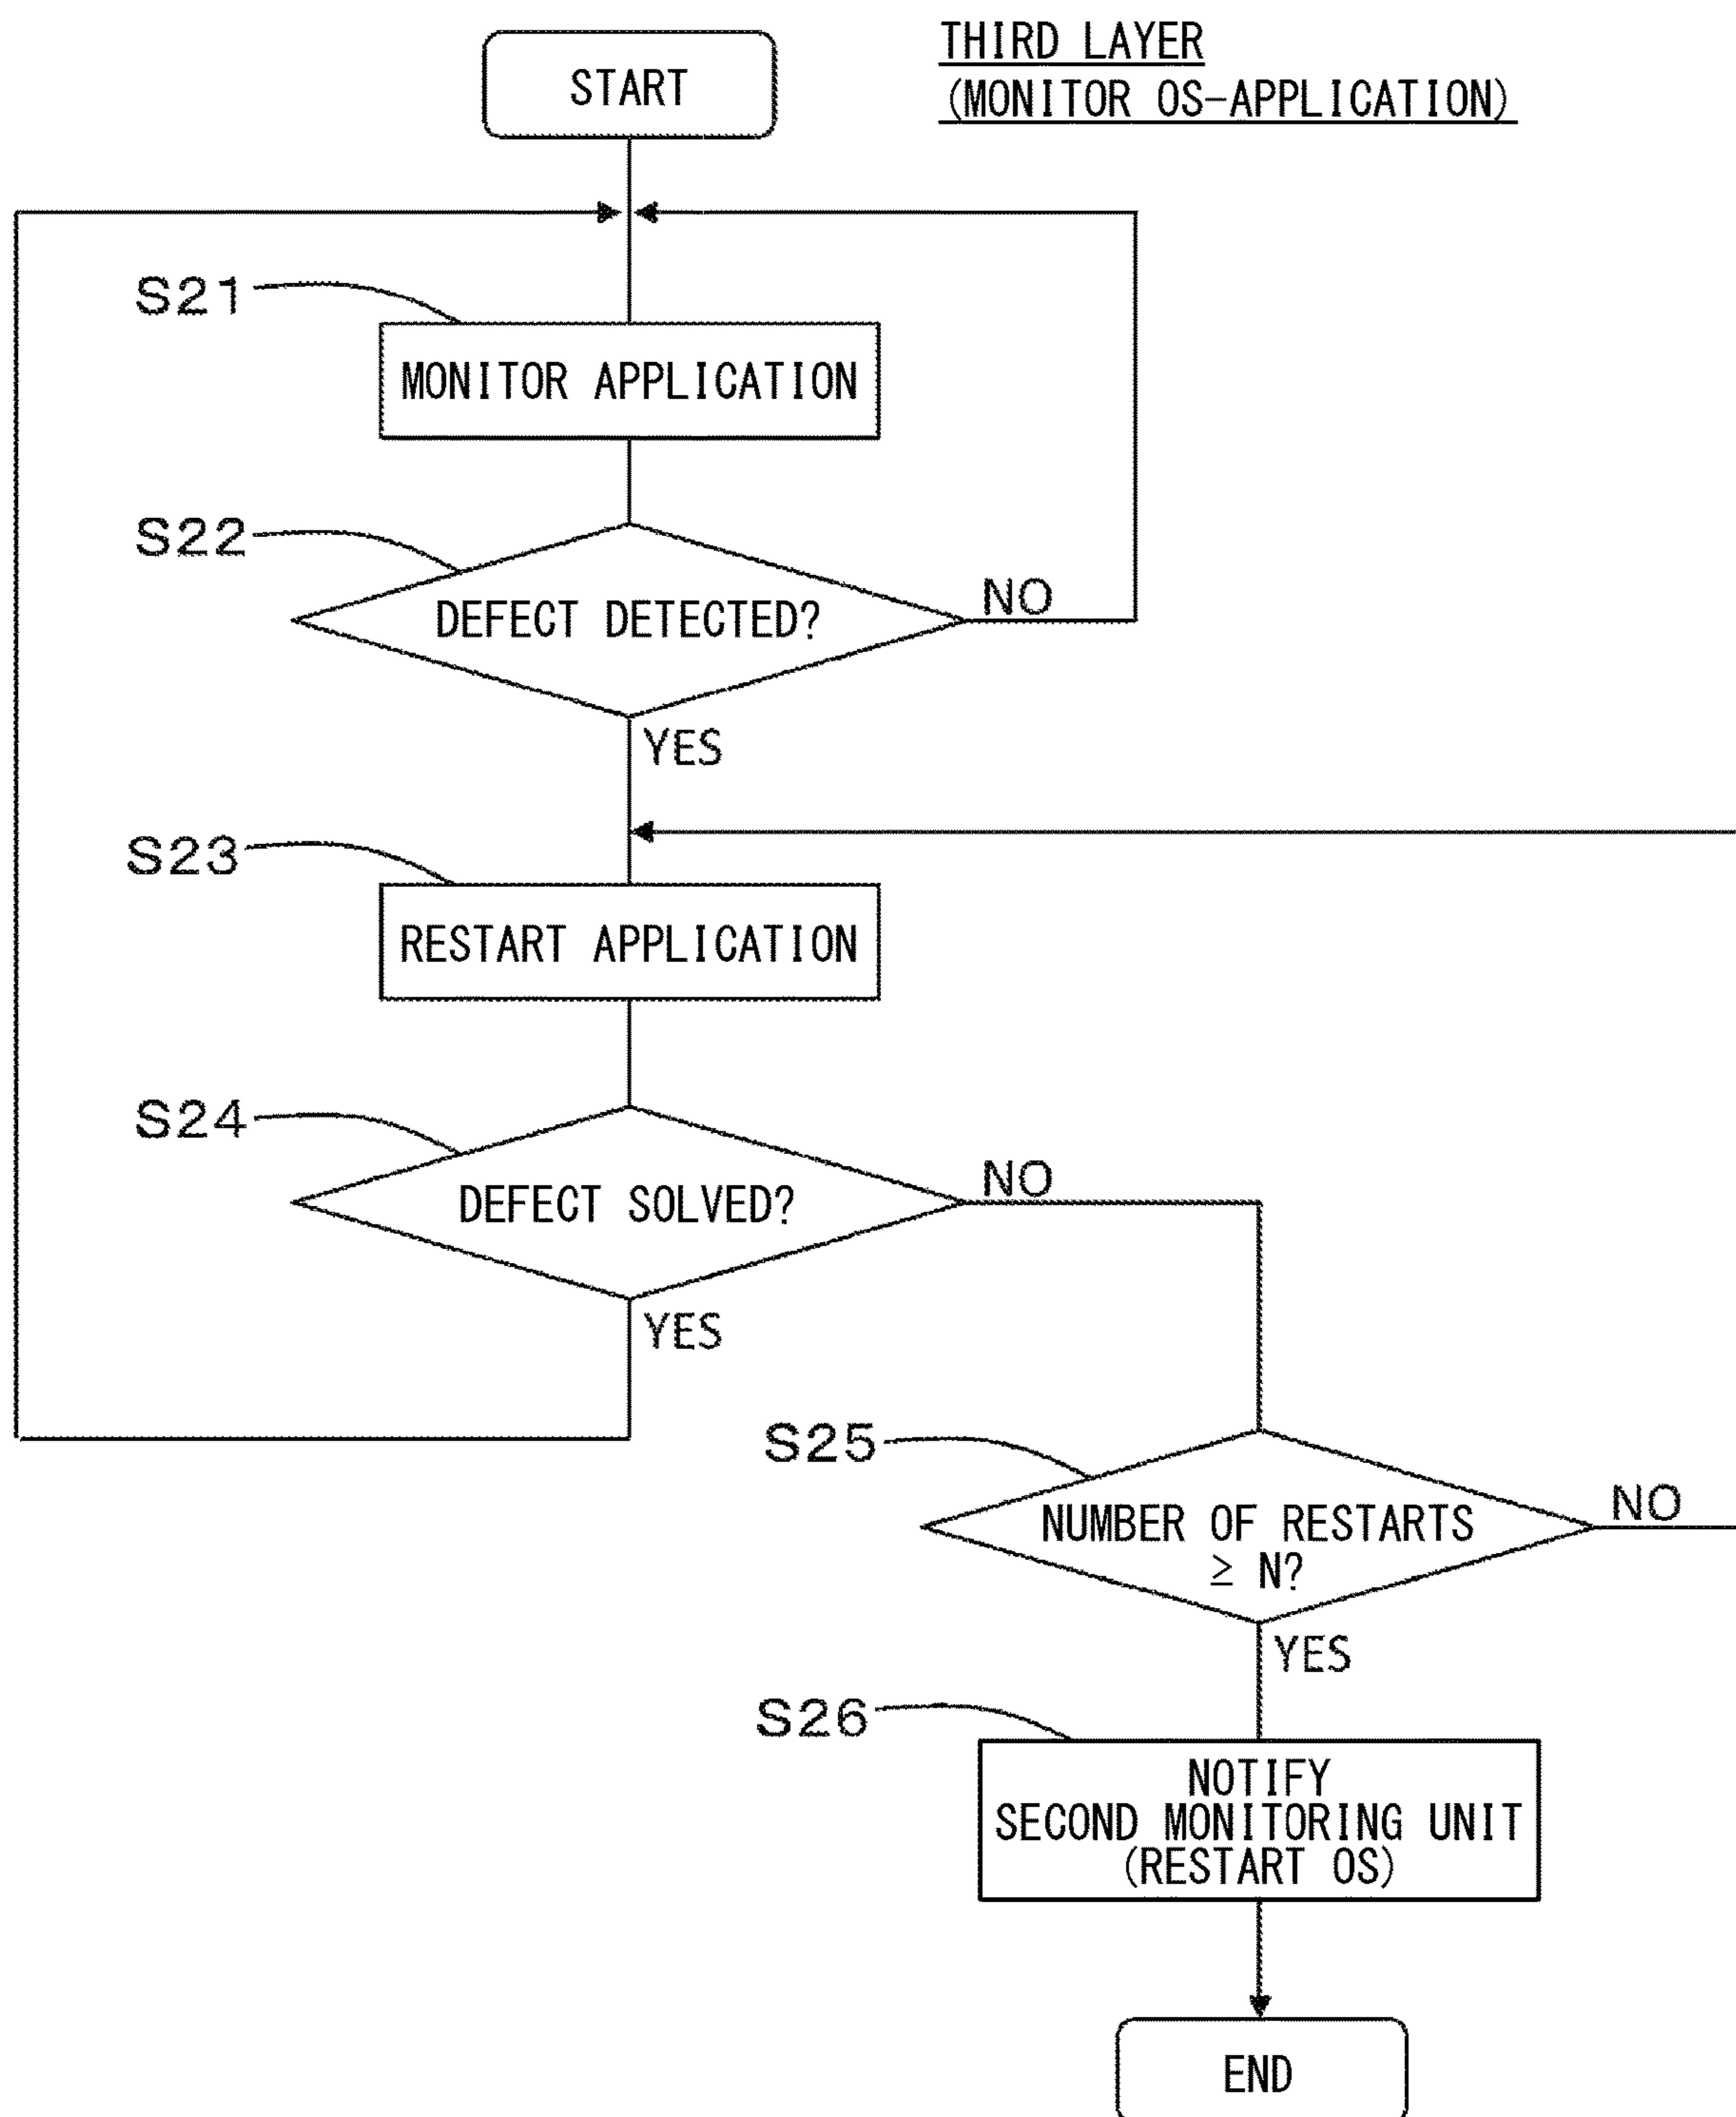 START
THIRD LAYER
(MONITOR OS-APPLICATION)
S21
MONITOR APPLICATION
S22
DEFECT DETECTED?
NO
YES
S23
RESTART APPLICATION
S24
DEFECT SOLVED?
NO
YES
S25
NUMBER OF RESTARTS
≥ N?
NO
YES
S26
NOTIFY
SECOND MONITORING UNIT
(RESTART OS)
END